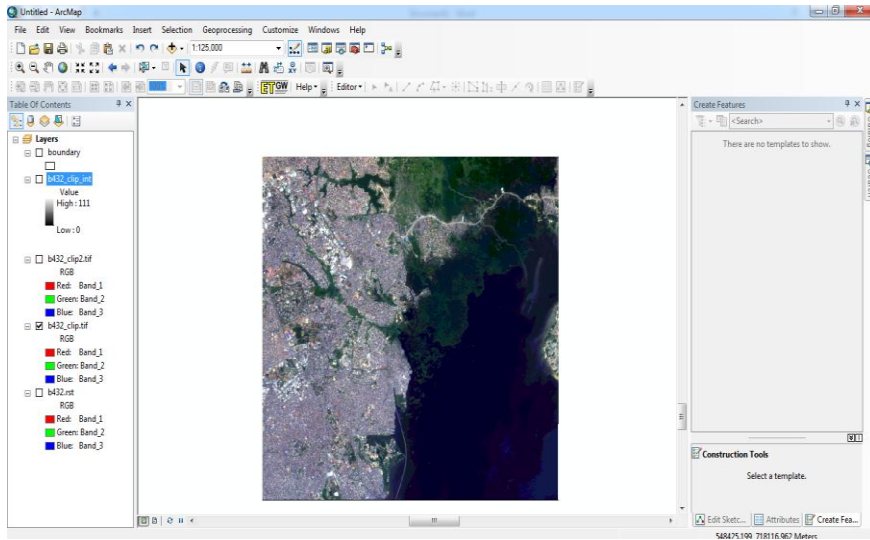 Untitled - ArcMap
File Edit View Bookmarks Insert Selection Geoprocessing Customize Windows Help
1:125,000
ET GW Help Editor
Table Of Contents
Create Features
<Search>
There are no templates to show.
Layers
boundary
b432_clip_int
Value
High : 111
Low : 0
b432_clip2.tif
RGB
Red: Band_1
Green: Band_2
Blue: Band_3
b432_clip.tif
RGB
Red: Band_1
Green: Band_2
Blue: Band_3
b432.rst
RGB
Red: Band_1
Green: Band_2
Blue: Band_3
Construction Tools
Select a template.
Edit Sketc... Attributes Create Fea...
548425.199 718116.962 Meters